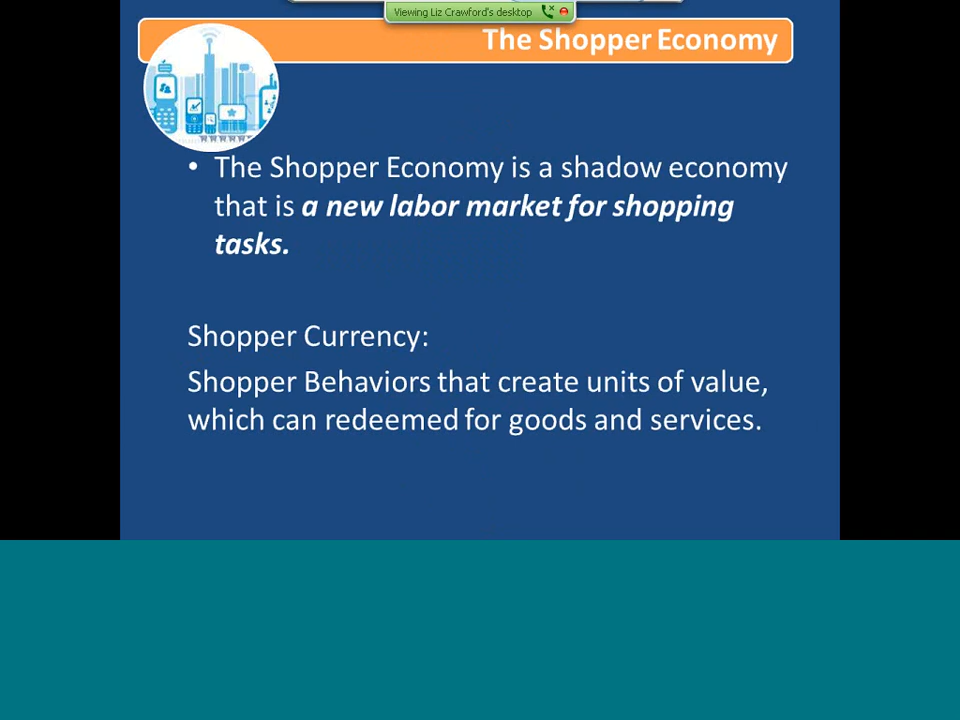 Viewing Liz Crawford's desktop
The Shopper Economy
• The Shopper Economy is a shadow economy
that is a new labor market for shopping
tasks.
Shopper Currency:
Shopper Behaviors that create units of value,
which can redeemed for goods and services.